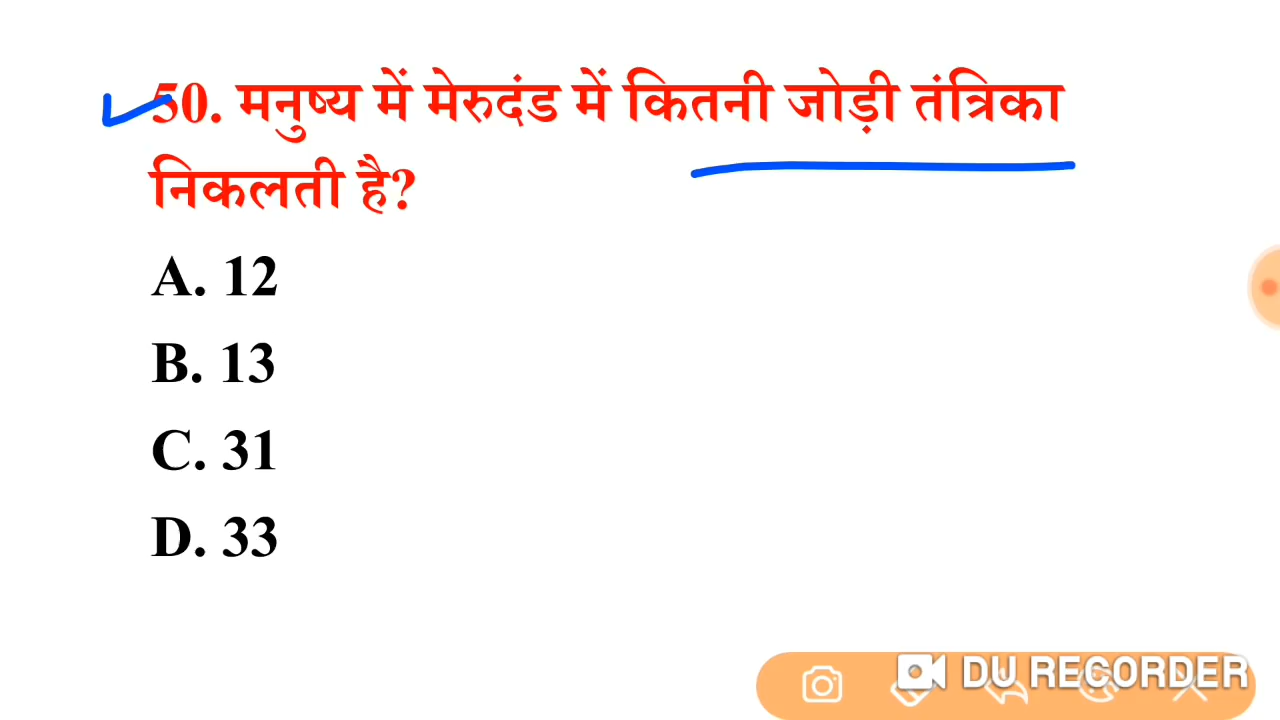 50. मनुष्य में मेरुदंड में कितनी जोड़ी तंत्रिका
निकलती है?
A. 12
B. 13
C. 31
D. 33
DU RECORDER